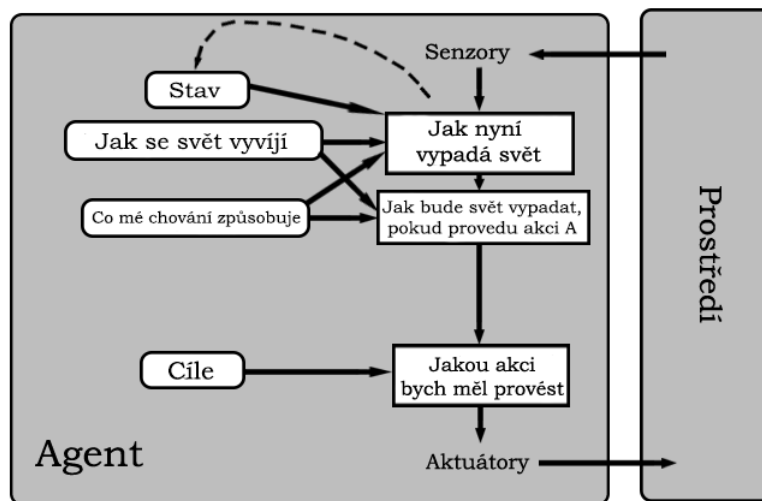 Senzory
Stav
Jak nyní
vypadá svět
Jak se svět vyvíjí
Co mé chování způsobuje
Jak bude svět vypadat,
pokud provedu akci A
Cíle
Jakou akci
bych měl provést
Agent
Aktuátory
Prostředí